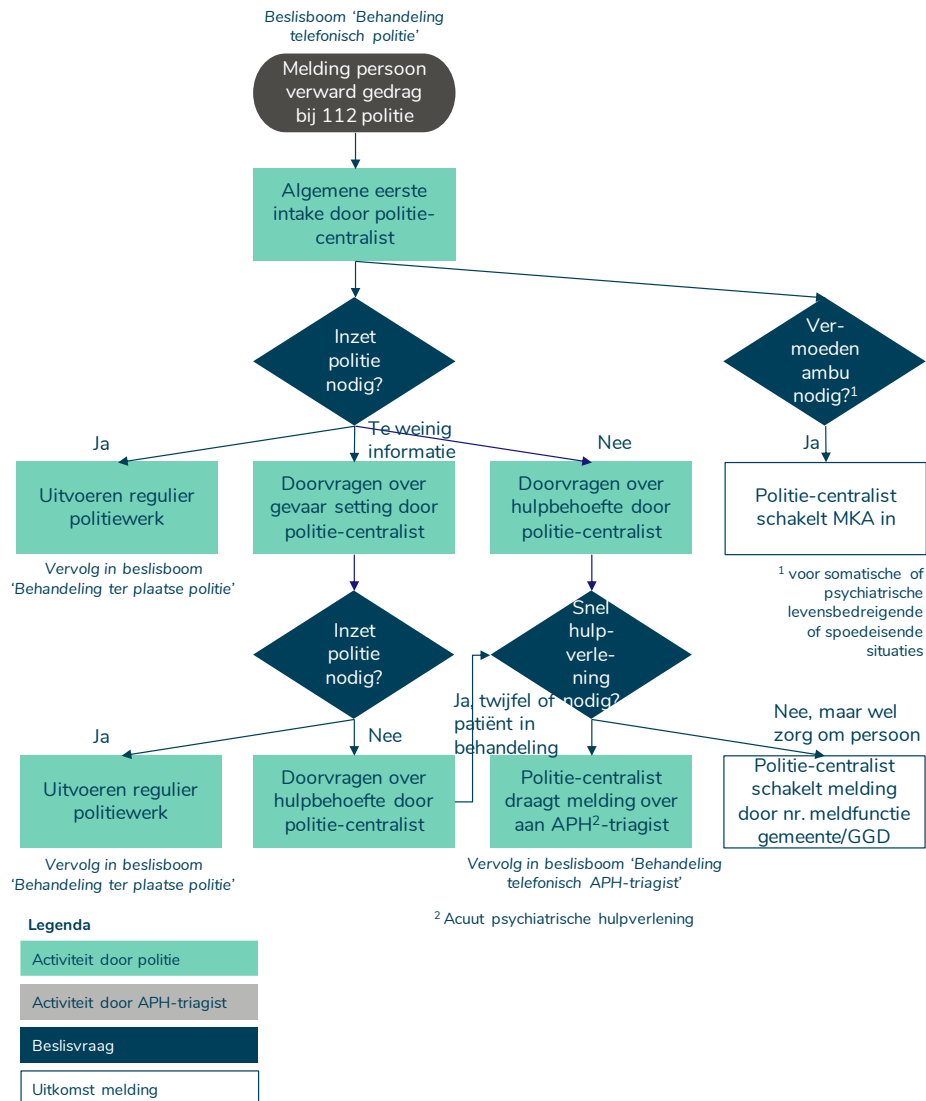 Beslisboom ‘Behandeling
telefonisch politie’
Melding persoon
verward gedrag
bij 112 politie
Algemene eerste
intake door politie-
centralist
Inzet
politie
nodig?
Ver-
moeden
ambu
nodig?¹
Ja
Te weinig
informatie
Nee
Ja
Uitvoeren regulier
politiewerk
Doorvragen over
gevaar setting door
politie-centralist
Doorvragen over
hulpbehoefte door
politie-centralist
Politie-centralist
schakelt MKA in
Vervolg in beslisboom
‘Behandeling ter plaatse politie’
¹ voor somatische of
psychiatrische
levensbedreigende
of spoedeisende
situaties
Inzet
politie
nodig?
Snel
hulp-
verle-
ning
nodig?
Ja
Nee
Ja, twijfel of
patiënt in
behandeling
Nee, maar wel
zorg om persoon
Uitvoeren regulier
politiewerk
Doorvragen over
hulpbehoefte door
politie-centralist
Politie-centralist
draagt melding over
aan APH²-triagist
Politie-centralist
schakelt melding
door nr. meldfunctie
gemeente/GGD
Vervolg in beslisboom
‘Behandeling ter plaatse politie’
Vervolg in beslisboom ‘Behandeling
telefonisch APH-triagist’
² Acuut psychiatrische hulpverlening
Legenda
Activiteit door politie
Activiteit door APH-triagist
Beslisvraag
Uitkomst melding